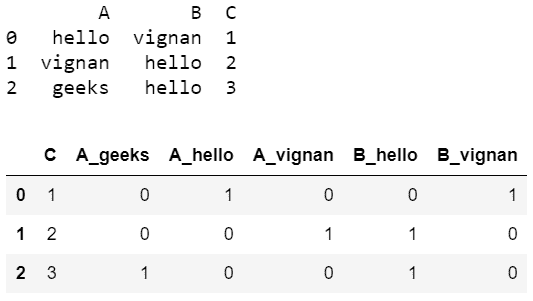 A B C
0 hello vignan 1
1 vignan hello 2
2 geeks hello 3
C A_geeks A_hello A_vignan B_hello B_vignan
0 1 0 1 0 0 1
1 2 0 0 1 1 0
2 3 1 0 0 1 0